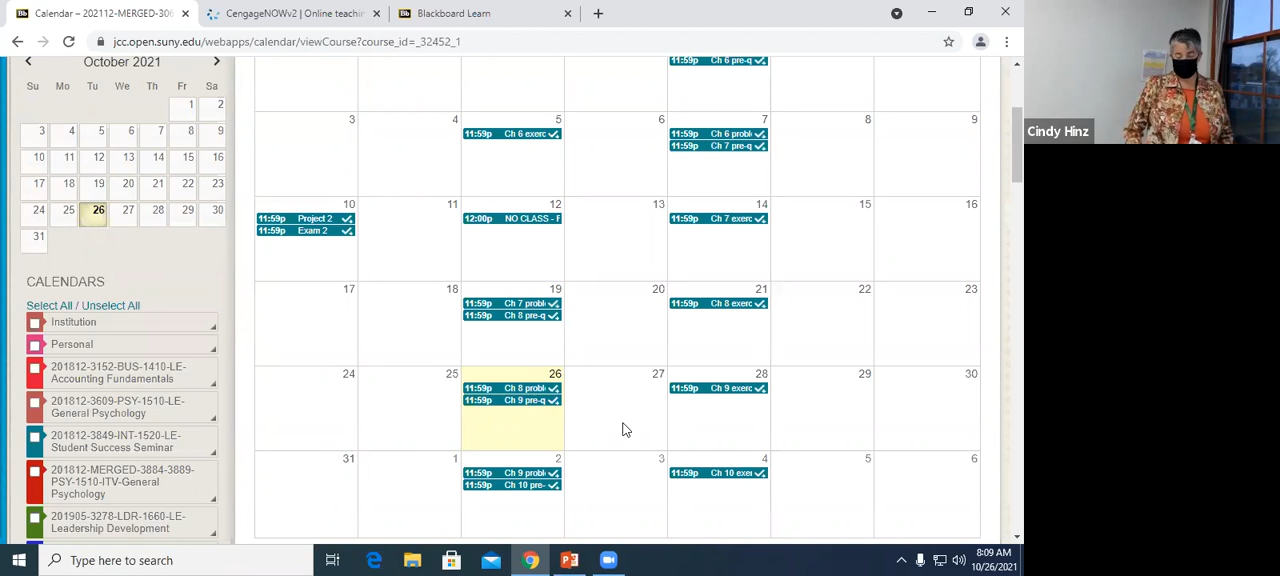 Calendar – 202112-MERGED-306
CengageNOWv2 | Online teachin
Blackboard Learn
jcc.open.suny.edu/webapps/calendar/viewCourse?course_id=_32452_1
October 2021
Su Mo Tu We Th Fr Sa
1 2
3 4 5 6 7 8 9
10 11 12 13 14 15 16
17 18 19 20 21 22 23
24 25 26 27 28 29 30
31
CALENDARS
Select All / Unselect All
Institution
Personal
201812-3152-BUS-1410-LE-
Accounting Fundamentals
201812-3609-PSY-1510-LE-
General Psychology
201812-3849-INT-1520-LE-
Student Success Seminar
201812-MERGED-3884-3889-
PSY-1510-ITV-General
Psychology
201905-3278-LDR-1660-LE-
Leadership Development
11:59p Ch 6 pre-q
3 4 5 6 7 8 9
11:59p Ch 6 exerc 11:59p Ch 6 probl
11:59p Ch 7 pre-q
10 11 12 13 14 15 16
11:59p Project 2 12:00p NO CLASS - F 11:59p Ch 7 exerc
11:59p Exam 2
17 18 19 20 21 22 23
11:59p Ch 7 probl 11:59p Ch 8 exerc
11:59p Ch 8 pre-q
24 25 26 27 28 29 30
11:59p Ch 8 probl 11:59p Ch 9 exerc
11:59p Ch 9 pre-q
31 1 2 3 4 5 6
11:59p Ch 9 probl 11:59p Ch 10 exer
11:59p Ch 10 pre-
Cindy Hinz
Type here to search
8:09 AM
10/26/2021